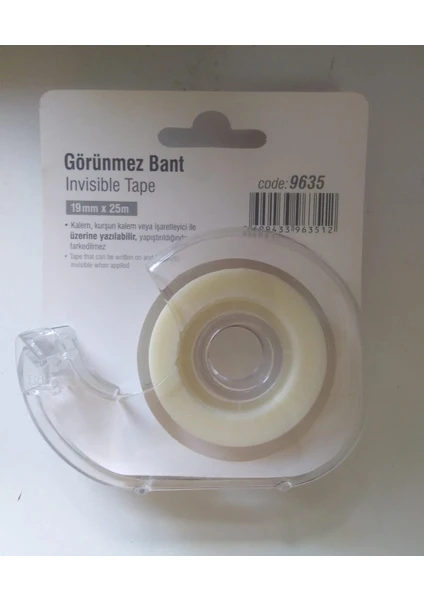 Görünmez Bant
Invisible Tape
19mm x 25m
code:9635
• Kalem, kurşun kalem veya işaretleyici ile
üzerine yazılabilir, yapıştırıldığında
farkedilmez
• Tape that can be written on and
invisible when applied